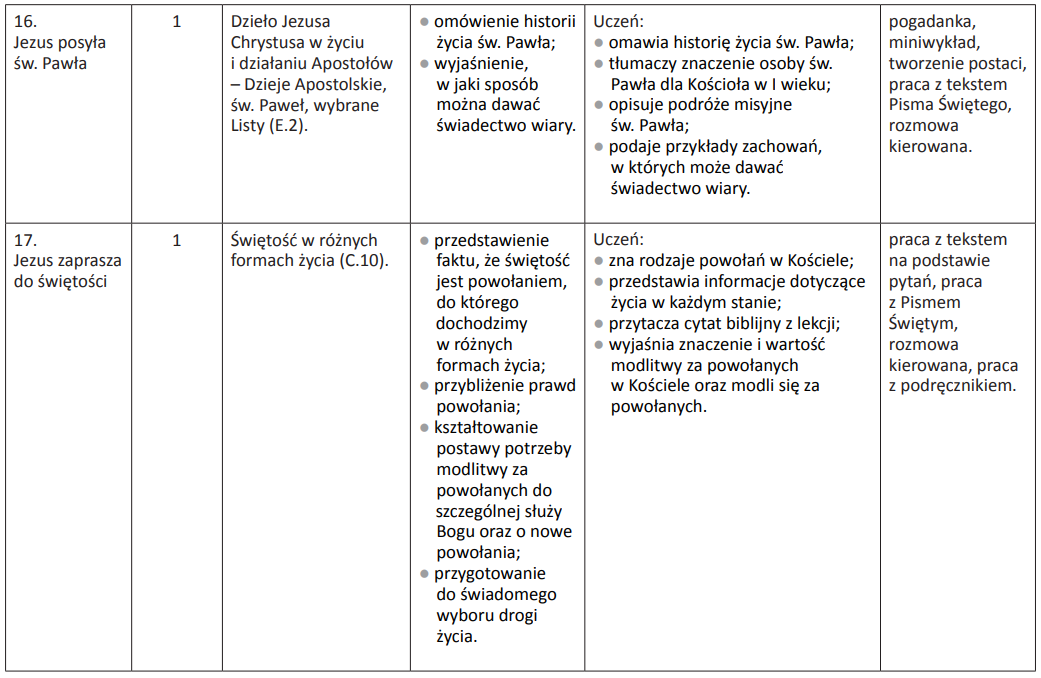 16.
Jezus posyła
św. Pawła
1
Dzieło Jezusa
Chrystusa w życiu
i działaniu Apostołów
– Dzieje Apostolskie,
św. Paweł, wybrane
Listy (E.2).
● omówienie historii
życia św. Pawła;
● wyjaśnienie,
w jaki sposób
można dawać
świadectwo wiary.
Uczeń:
● omawia historię życia św. Pawła;
● tłumaczy znaczenie osoby św.
Pawła dla Kościoła w I wieku;
● opisuje podróże misyjne
św. Pawła;
● podaje przykłady zachowań,
w których może dawać
świadectwo wiary.
pogadanka,
miniwykład,
tworzenie postaci,
praca z tekstem
Pisma Świętego,
rozmowa
kierowana.
17.
Jezus zaprasza
do świętości
1
Świętość w różnych
formach życia (C.10).
● przedstawienie
faktu, że świętość
jest powołaniem,
do którego
dochodzimy
w różnych
formach życia;
● przybliżenie prawd
powołania;
● kształtowanie
postawy potrzeby
modlitwy za
powołanych do
szczególnej służy
Bogu oraz o nowe
powołania;
● przygotowanie
do świadomego
wyboru drogi
życia.
Uczeń:
● zna rodzaje powołań w Kościele;
● przedstawia informacje dotyczące
życia w każdym stanie;
● przytacza cytat biblijny z lekcji;
● wyjaśnia znaczenie i wartość
modlitwy za powołanych
w Kościele oraz modli się za
powołanych.
praca z tekstem
na podstawie
pytań, praca
z Pismem
Świętym,
rozmowa
kierowana, praca
z podręcznikiem.